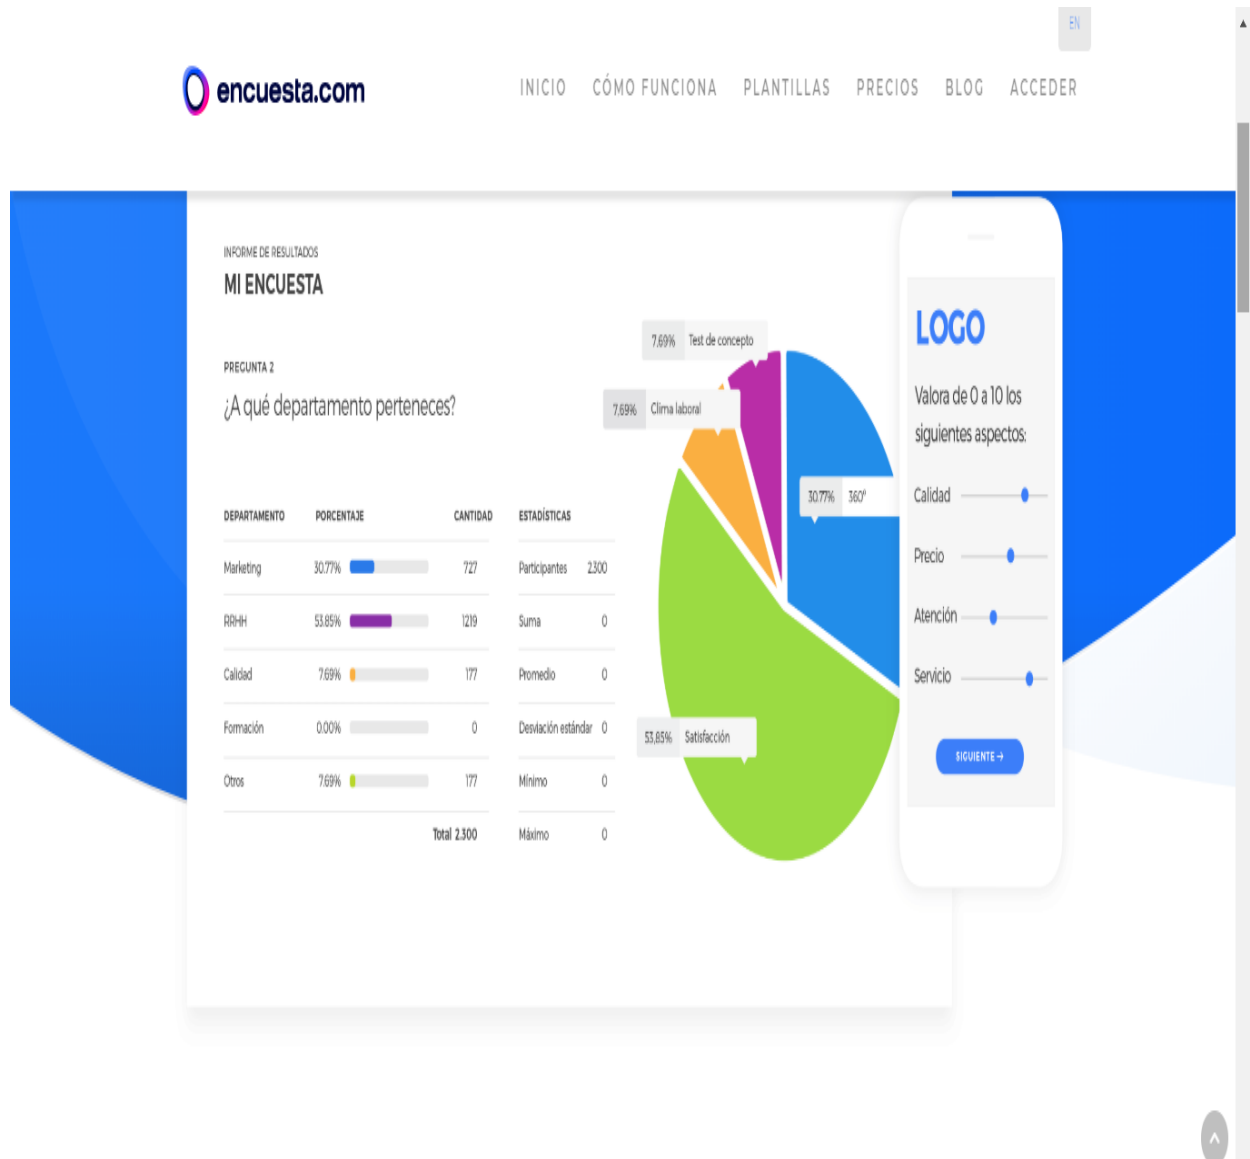 EN
encuesta.com
INICIO CÓMO FUNCIONA PLANTILLAS PRECIOS BLOG ACCEDER
INFORME DE RESULTADOS
MI ENCUESTA
PREGUNTA 2
¿A qué departamento perteneces?
DEPARTAMENTO PORCENTAJE CANTIDAD
Marketing 30.77% 727
RRHH 53.85% 1219
Calidad 7.69% 177
Formación 0.00% 0
Otros 7.69% 177
Total 2.300
ESTADÍSTICAS
Participantes 2.300
Suma 0
Promedio 0
Desviación estándar 0
Mínimo 0
Máximo 0
7,69% Test de concepto
7,69% Clima laboral
30.77% 360º
53,85% Satisfacción
LOGO
Valora de 0 a 10 los
siguientes aspectos:
Calidad
Precio
Atención
Servicio
SIGUIENTE →